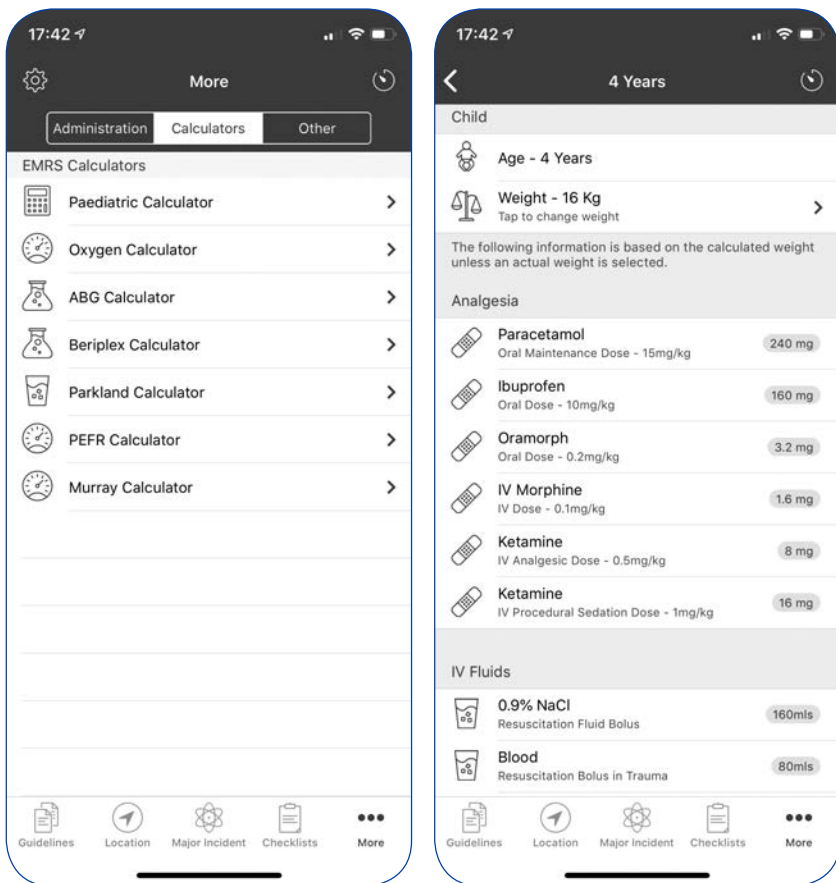 17:42
More
Administration
Calculators
Other
EMRS Calculators
Paediatric Calculator
Oxygen Calculator
ABG Calculator
Beriplex Calculator
Parkland Calculator
PEFR Calculator
Murray Calculator
Guidelines
Location
Major Incident
Checklists
More
17:42
4 Years
Child
Age - 4 Years
Weight - 16 Kg
Tap to change weight
The following information is based on the calculated weight
unless an actual weight is selected.
Analgesia
Paracetamol
Oral Maintenance Dose - 15mg/kg
240 mg
Ibuprofen
Oral Dose - 10mg/kg
160 mg
Oramorph
Oral Dose - 0.2mg/kg
3.2 mg
IV Morphine
IV Dose - 0.1mg/kg
1.6 mg
Ketamine
IV Analgesic Dose - 0.5mg/kg
8 mg
Ketamine
IV Procedural Sedation Dose - 1mg/kg
16 mg
IV Fluids
0.9% NaCl
Resuscitation Fluid Bolus
160mls
Blood
Resuscitation Bolus in Trauma
80mls
Guidelines
Location
Major Incident
Checklists
More